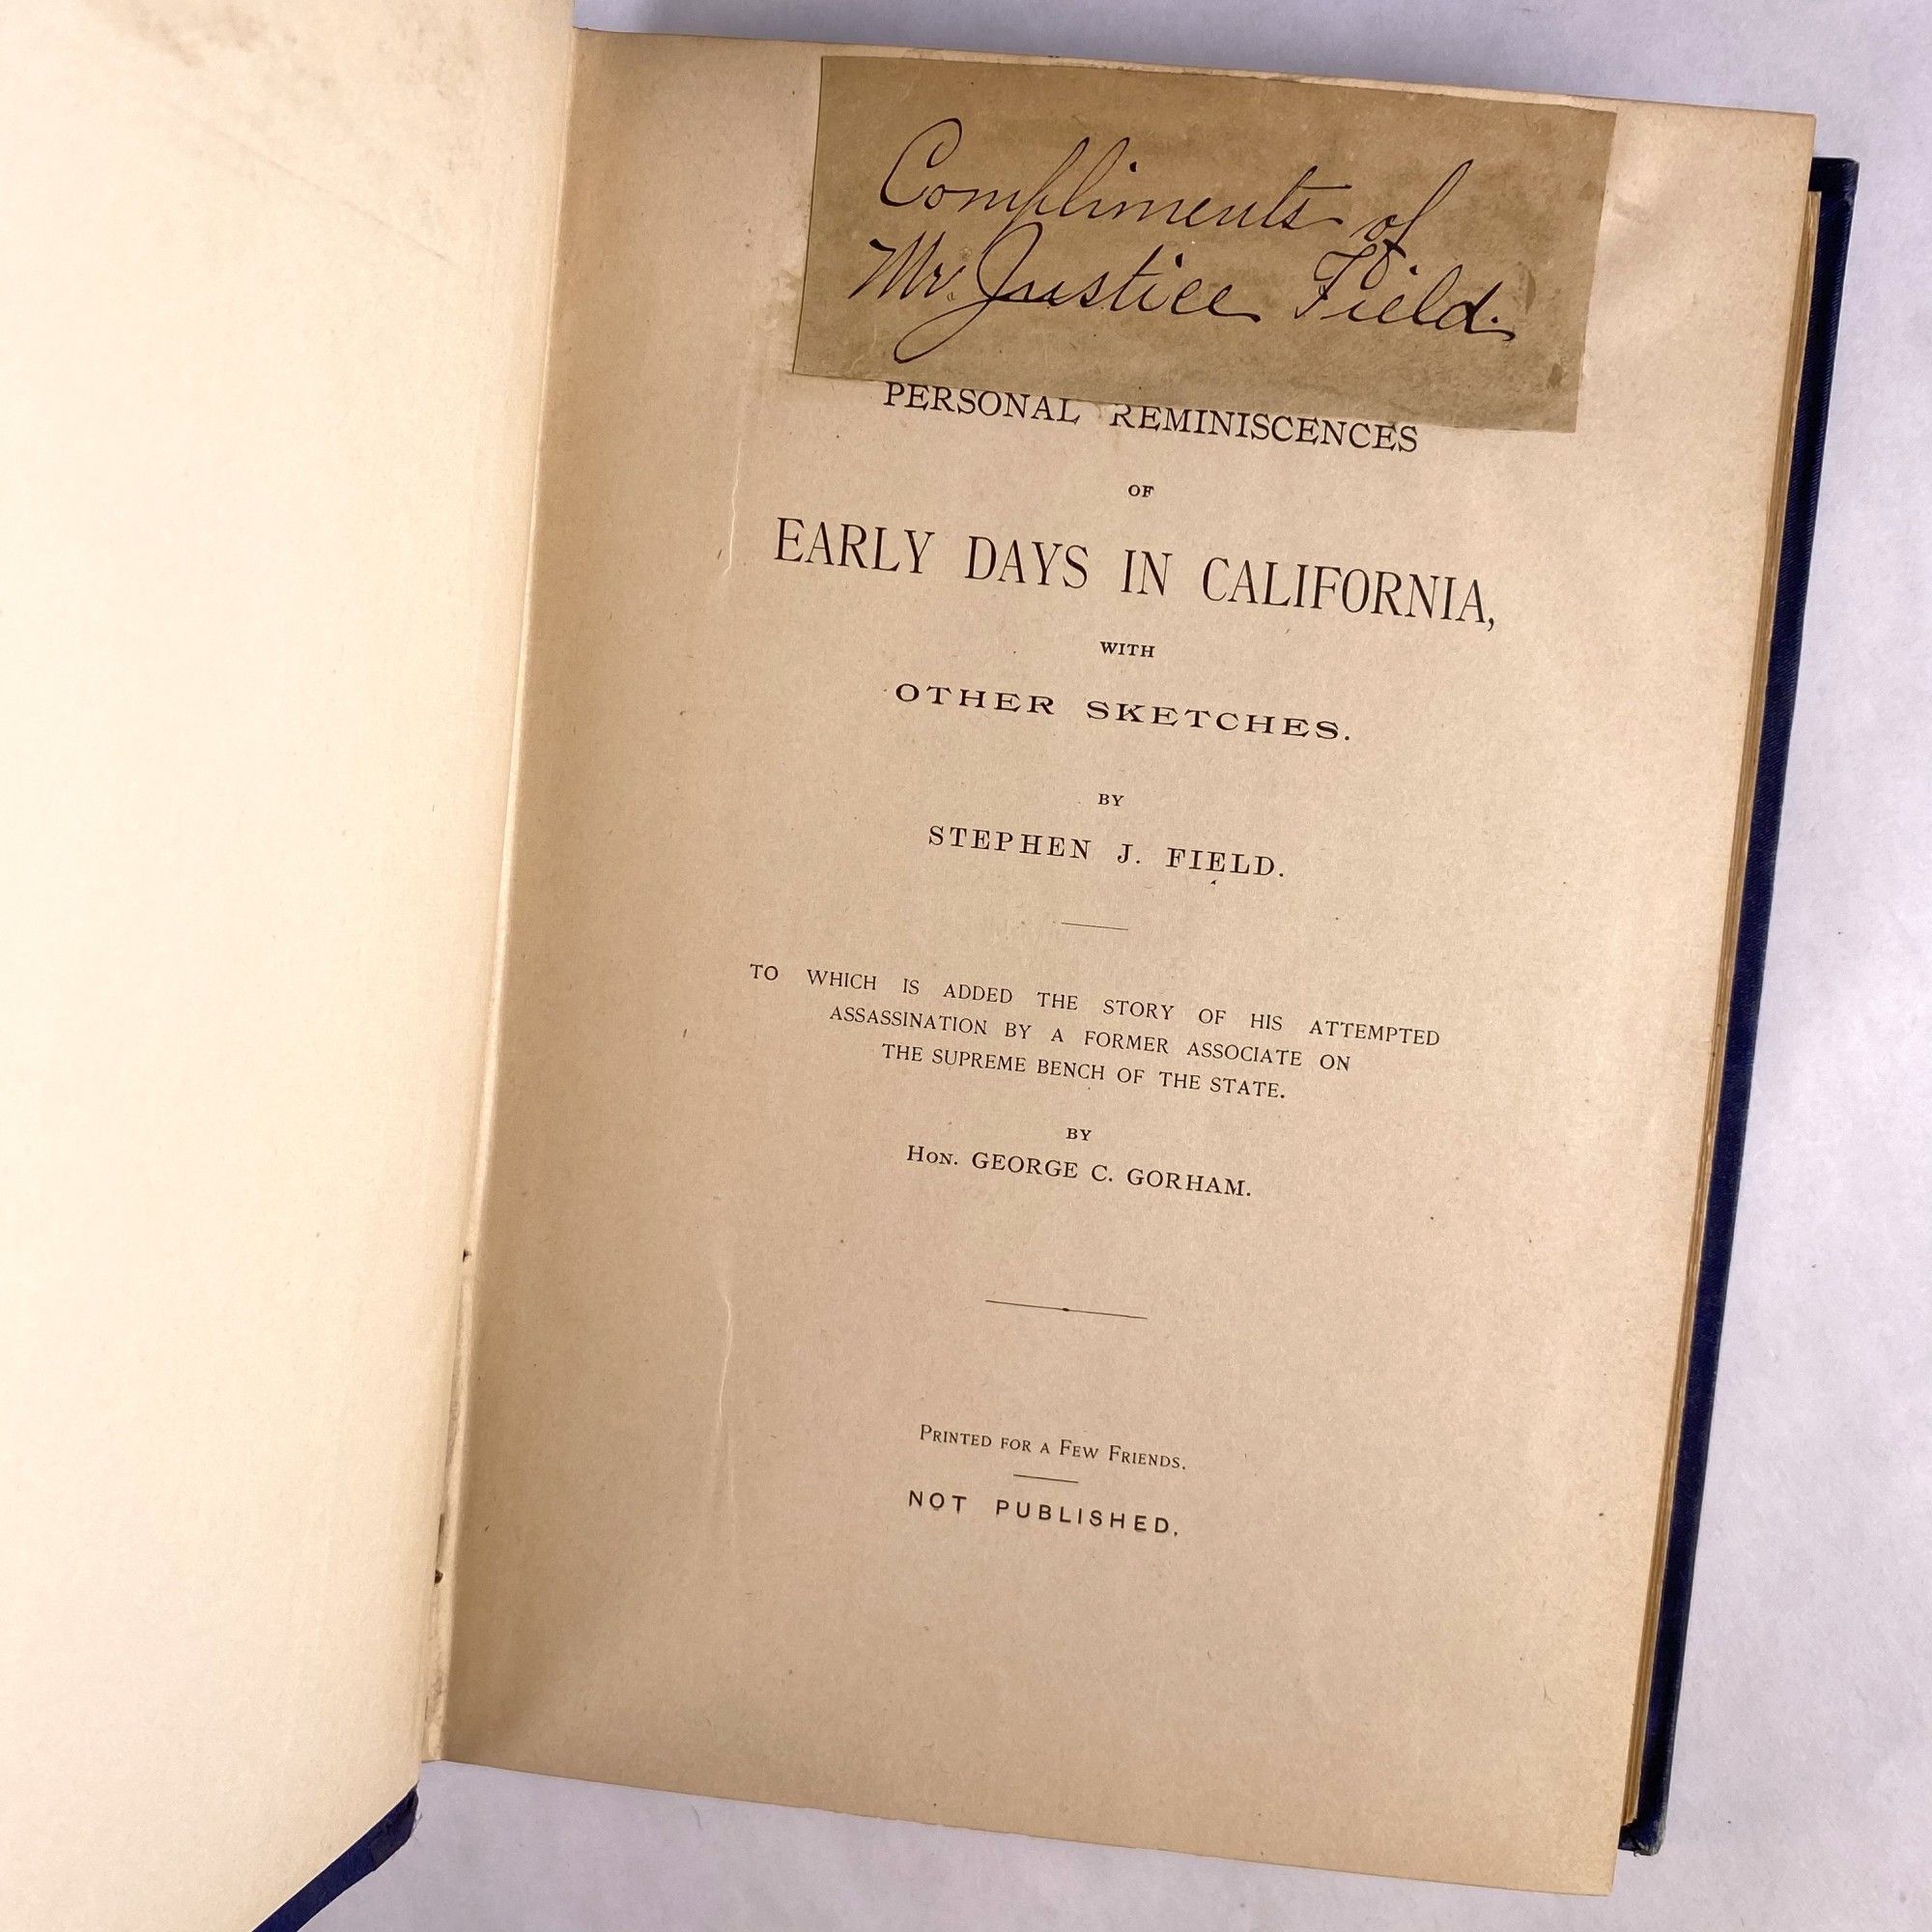 Compliments of
Mr. Justice Field.
PERSONAL REMINISCENCES
OF
EARLY DAYS IN CALIFORNIA,
WITH
OTHER SKETCHES.
BY
STEPHEN J. FIELD.
TO WHICH IS ADDED THE STORY OF HIS ATTEMPTED
ASSASSINATION BY A FORMER ASSOCIATE ON
THE SUPREME BENCH OF THE STATE.
BY
HON. GEORGE C. GORHAM.
PRINTED FOR A FEW FRIENDS.
NOT PUBLISHED.